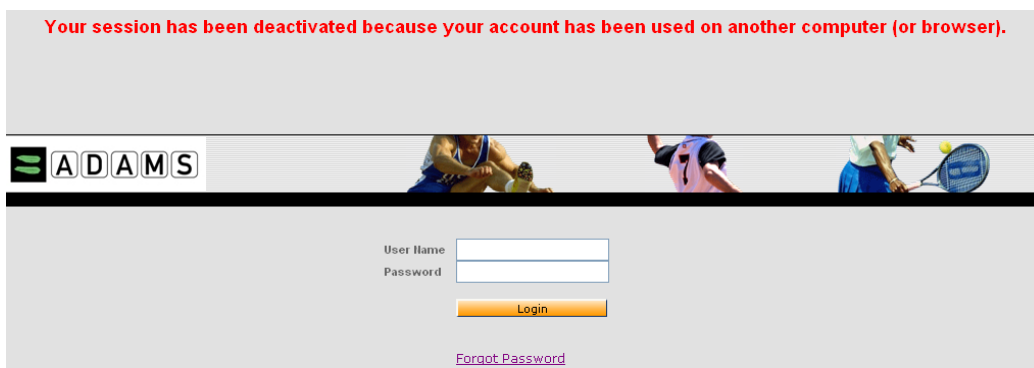 Your session has been deactivated because your account has been used on another computer (or browser).
ADAMS
7
User Name
Password
Login
Forgot Password